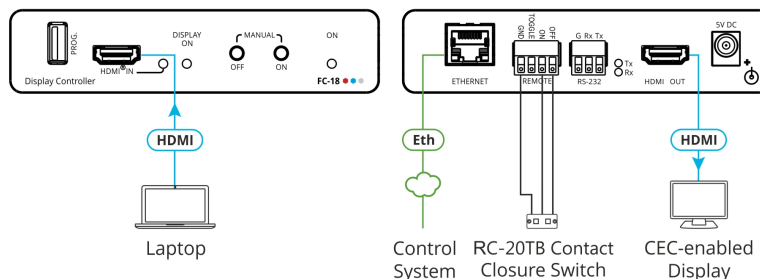 PROG.
HDMI® IN
DISPLAY
ON
MANUAL
OFF
ON
ON
Display Controller
FC-18
HDMI
Laptop
ETHERNET
GND
TOGGLE
ON
OFF
REMOTE
G Rx Tx
RS-232
Tx
Rx
HDMI OUT
5V DC
+
Eth
HDMI
Control
System
RC-20TB Contact
Closure Switch
CEC-enabled
Display